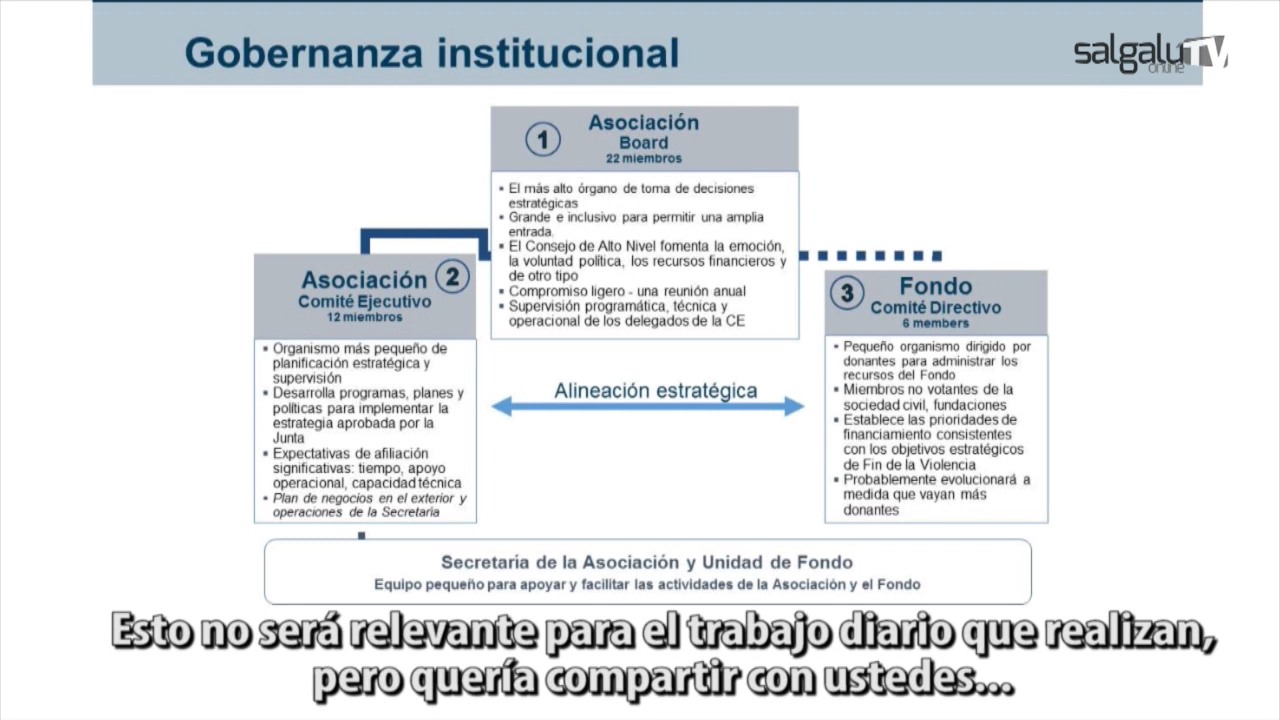 Gobernanza institucional
salgaluTV
online
1
Asociación
Board
22 miembros
▪ El más alto órgano de toma de decisiones
estratégicas
▪ Grande e inclusivo para permitir una amplia
entrada.
▪ El Consejo de Alto Nivel fomenta la emoción,
la voluntad política, los recursos financieros y
de otro tipo
▪ Compromiso ligero - una reunión anual
▪ Supervisión programática, técnica y
operacional de los delegados de la CE
Asociación 2
Comité Ejecutivo
12 miembros
▪ Organismo más pequeño de
planificación estratégica y
supervisión
▪ Desarrolla programas, planes y
políticas para implementar la
estrategia aprobada por la
Junta
▪ Expectativas de afiliación
significativas: tiempo, apoyo
operacional, capacidad técnica
▪ Plan de negocios en el exterior y
operaciones de la Secretaría
Alineación estratégica
3 Fondo
Comité Directivo
6 members
▪ Pequeño organismo dirigido por
donantes para administrar los
recursos del Fondo
▪ Miembros no votantes de la
sociedad civil, fundaciones
▪ Establece las prioridades de
financiamiento consistentes
con los objetivos estratégicos
de Fin de la Violencia
▪ Probablemente evolucionará a
medida que vayan más
donantes
Secretaría de la Asociación y Unidad de Fondo
Equipo pequeño para apoyar y facilitar las actividades de la Asociación y el Fondo
Esto no será relevante para el trabajo diario que realizan,
pero quería compartir con ustedes...